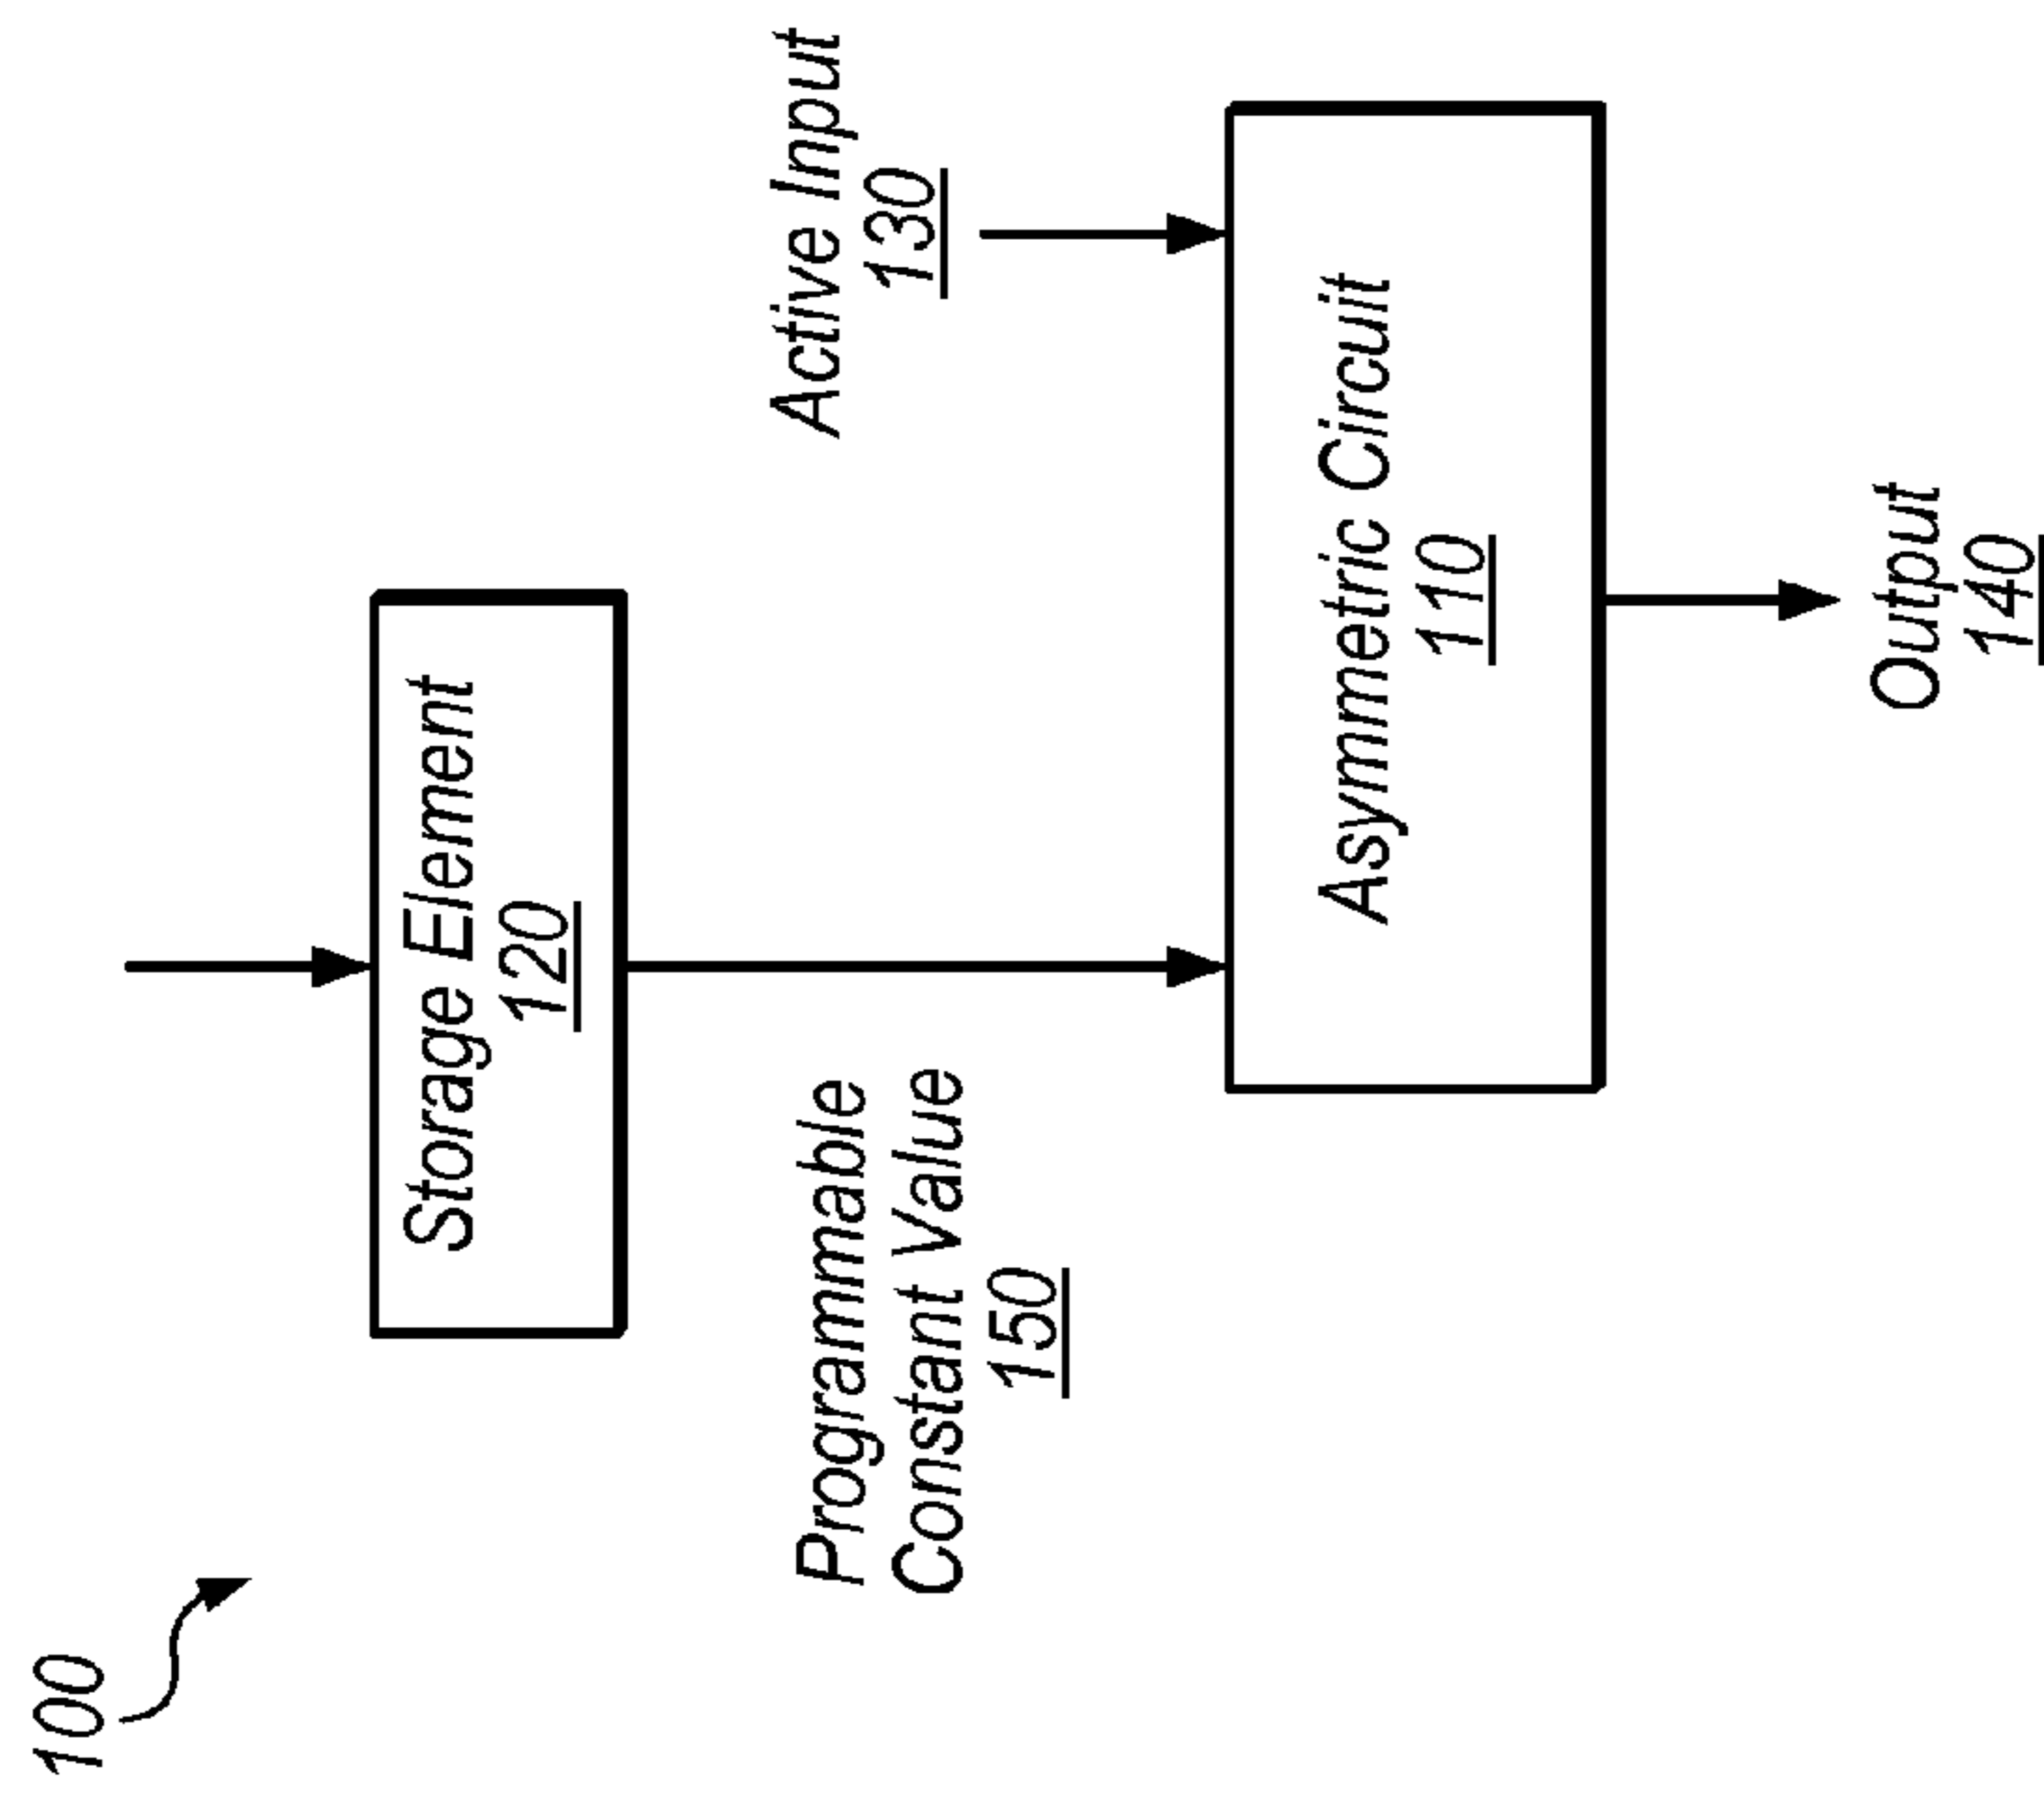 100
Storage Element
120
Programmable
Constant Value
150
Active Input
130
Asymmetric Circuit
110
Output
140